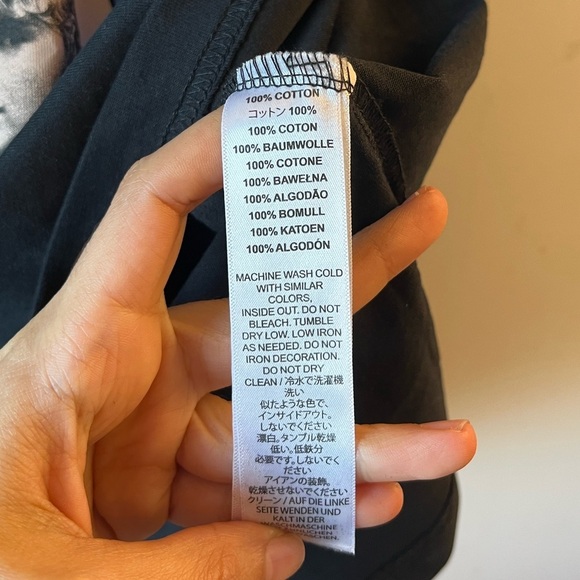 100% COTTON
コットン 100%
100% COTON
100% BAUMWOLLE
100% COTONE
100% BAWEŁNA
100% ALGODÃO
100% BOMULL
100% KATOEN
100% ALGODÓN
MACHINE WASH COLD
WITH SIMILAR
COLORS,
INSIDE OUT. DO NOT
BLEACH. TUMBLE
DRY LOW. LOW IRON
AS NEEDED. DO NOT
IRON DECORATION.
DO NOT DRY
CLEAN / 冷水で洗濯機
洗い
似たような色で、
インサイドアウト。
しないでください
漂白。タンブル乾燥
低い。低鉄分
必要です。しないでく
ださい
アイアンの装飾。
乾燥させないでください
クリーン / AUF DIE LINKE
SEITE WENDEN UND
KALT IN DER
WASCHMASCHINE